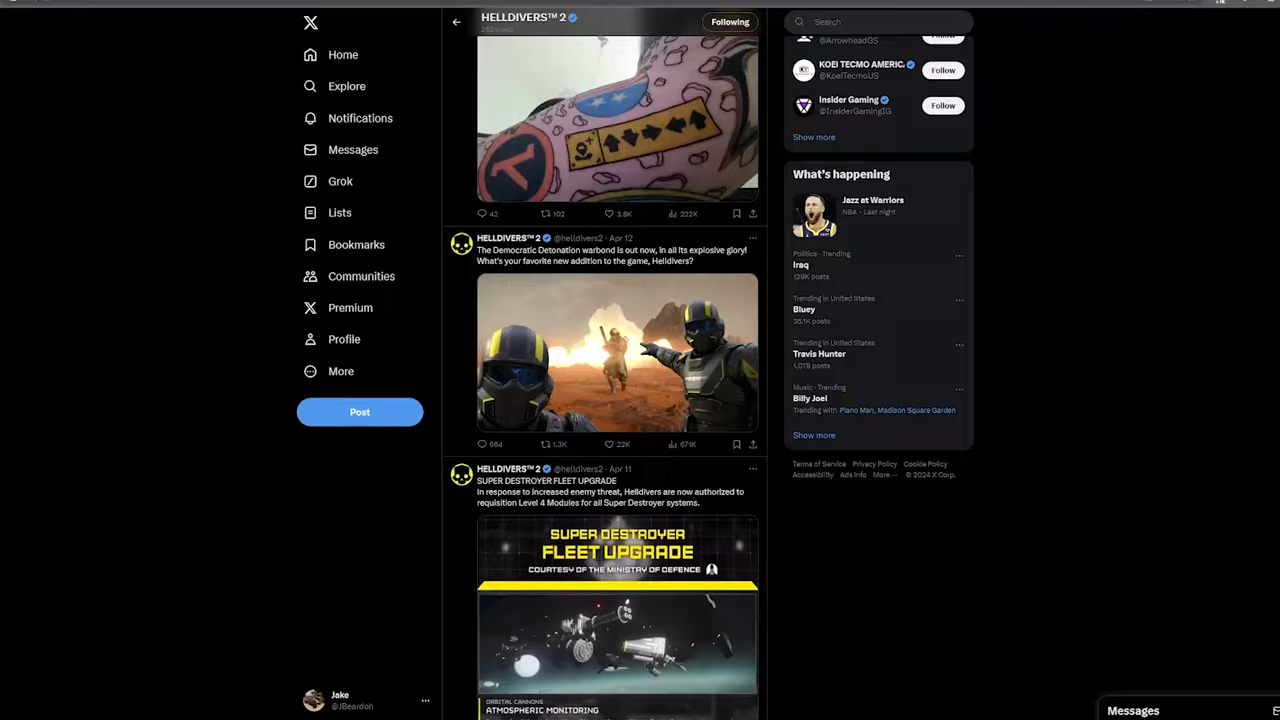 Home
Explore
Notifications
Messages
Grok
Lists
Bookmarks
Communities
Premium
Profile
More
Post
Jake
@JBeardoh
HELLDIVERS™ 2
Following
42
102
3.8K
222K
HELLDIVERS™ 2 @helldivers2 · Apr 12
The Democratic Detonation warbond is out now, in all its explosive glory!
What's your favorite new addition to the game, Helldivers?
664
1.3K
22K
671K
HELLDIVERS™ 2 @helldivers2 · Apr 11
SUPER DESTROYER FLEET UPGRADE
In response to increased enemy threat, Helldivers are now authorized to
requisition Level 4 Modules for all Super Destroyer systems.
SUPER DESTROYER
FLEET UPGRADE
COURTESY OF THE MINISTRY OF DEFENCE
ORBITAL CANNONS
ATMOSPHERIC MONITORING
Search
@ArrowheadGS
Follow
KOEI TECMO AMERIC.
@KoeiTecmoUS
Follow
Insider Gaming
@InsiderGamingIG
Follow
Show more
What's happening
Jazz at Warriors
NBA · Last night
Politics · Trending
Iraq
129K posts
Trending in United States
Bluey
35.1K posts
Trending in United States
Travis Hunter
1,078 posts
Music · Trending
Billy Joel
Trending with Piano Man, Madison Square Garden
Show more
Terms of Service Privacy Policy Cookie Policy
Accessibility Ads info More ··· © 2024 X Corp.
Messages